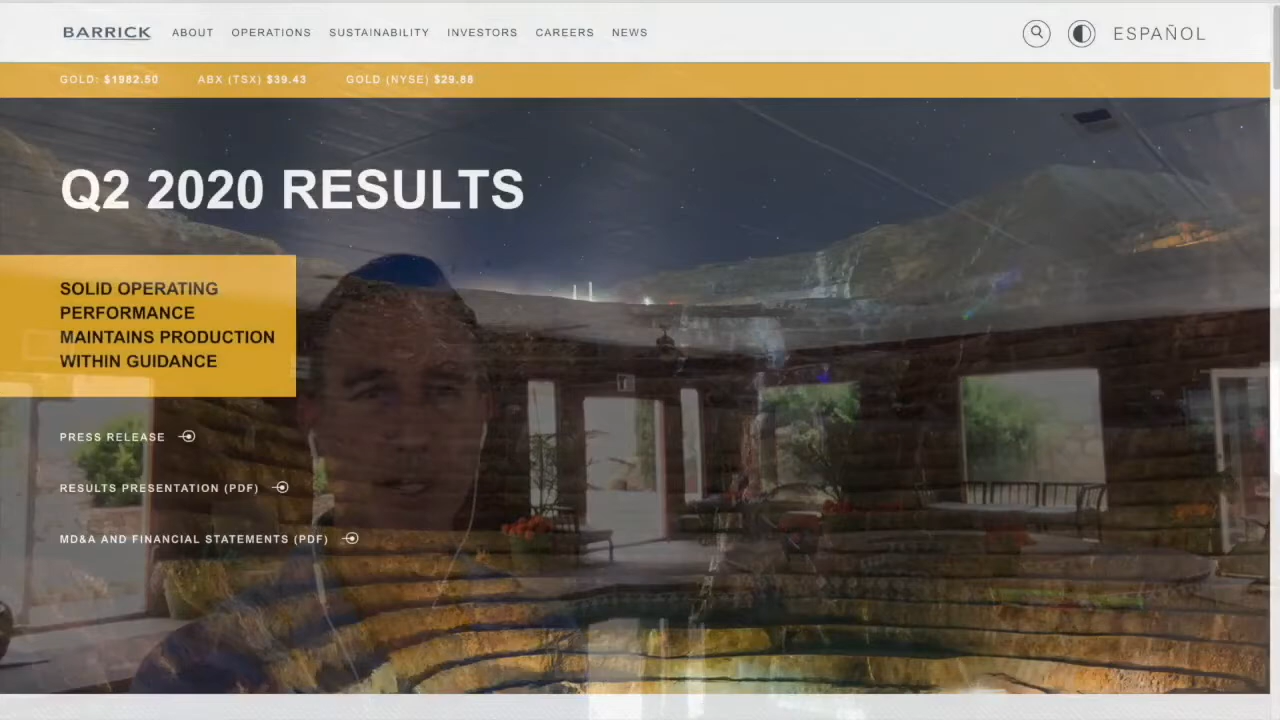 BARRICK ABOUT OPERATIONS SUSTAINABILITY INVESTORS CAREERS NEWS ESPAÑOL
GOLD: $1982.50 ABX (TSX) $39.43 GOLD (NYSE) $29.88
Q2 2020 RESULTS
SOLID OPERATING
PERFORMANCE
MAINTAINS PRODUCTION
WITHIN GUIDANCE
PRESS RELEASE
RESULTS PRESENTATION (PDF)
MD&A AND FINANCIAL STATEMENTS (PDF)